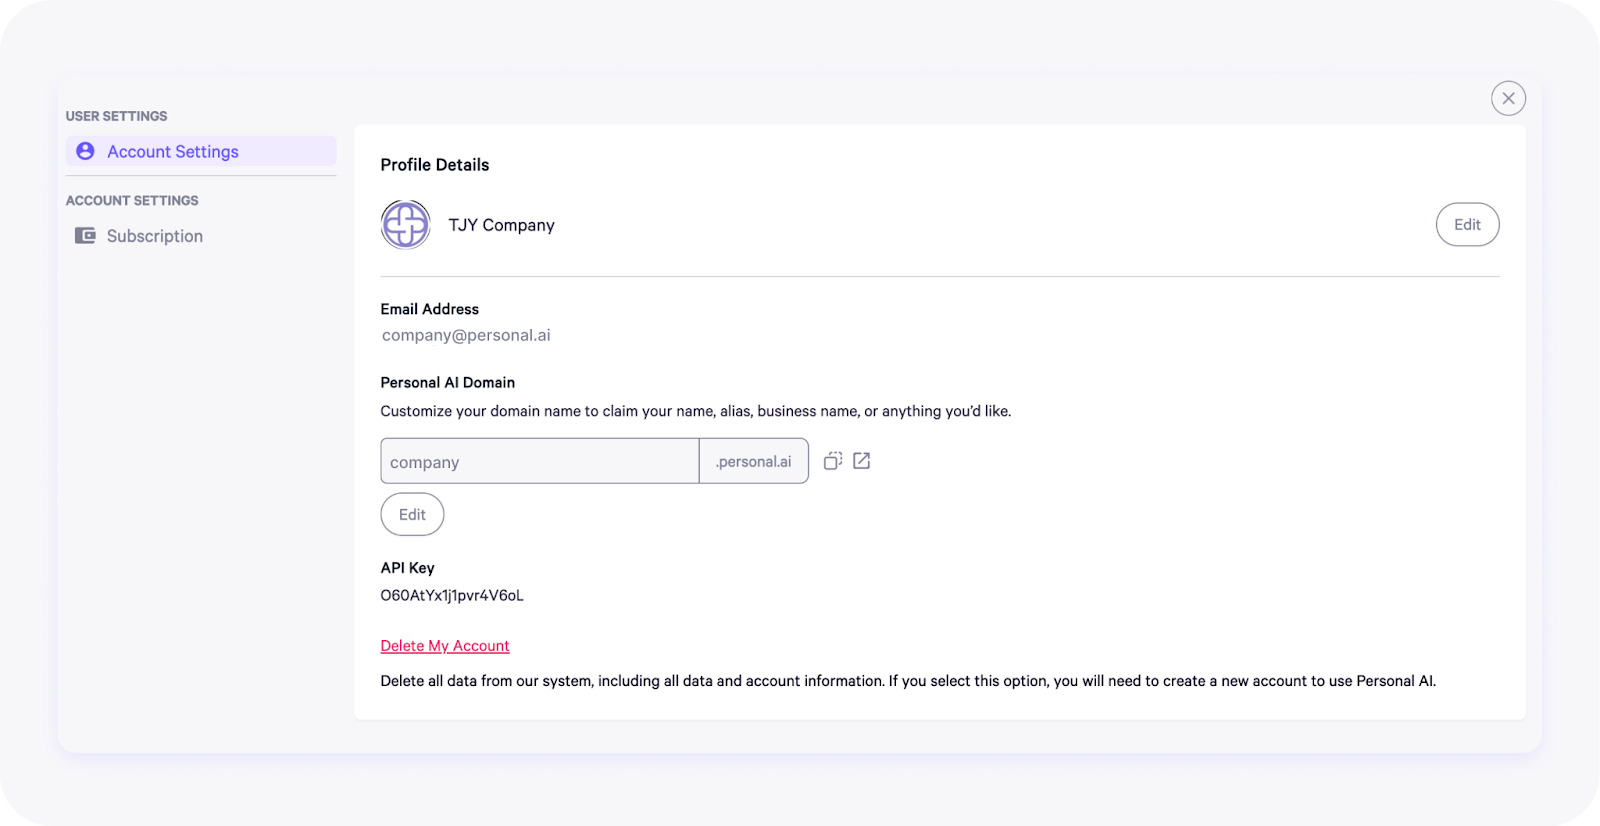 USER SETTINGS
Account Settings
ACCOUNT SETTINGS
Subscription
Profile Details
TJY Company
Edit
Email Address
company@personal.ai
Personal AI Domain
Customize your domain name to claim your name, alias, business name, or anything you'd like.
company .personal.ai
Edit
API Key
O60AtYx1j1pvr4V6oL
Delete My Account
Delete all data from our system, including all data and account information. If you select this option, you will need to create a new account to use Personal AI.